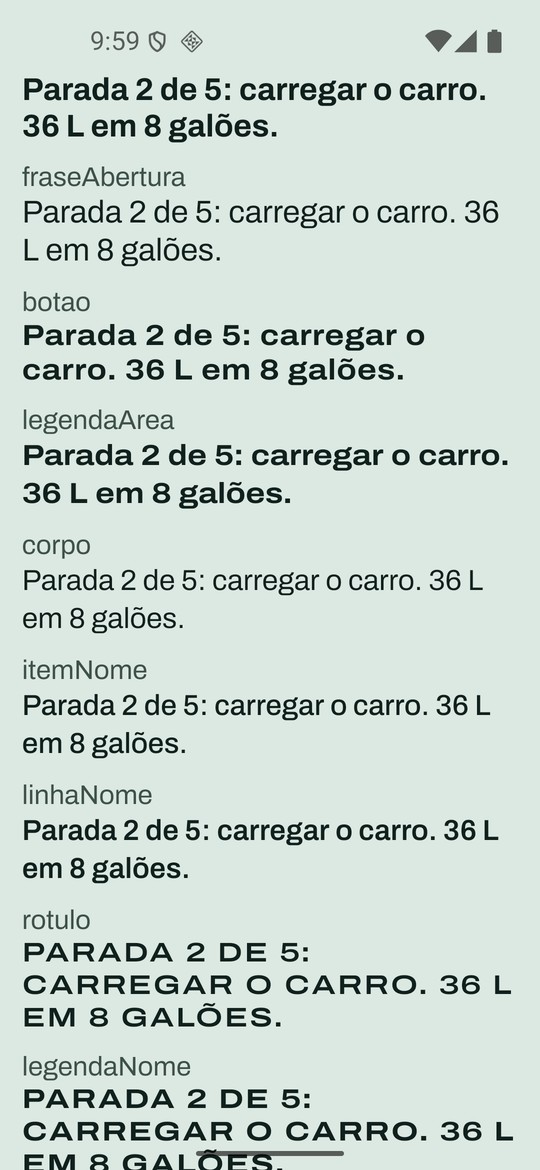 9:59
Parada 2 de 5: carregar o carro.
36 L em 8 galões.
fraseAbertura
Parada 2 de 5: carregar o carro. 36
L em 8 galões.
botao
Parada 2 de 5: carregar o
carro. 36 L em 8 galões.
legendaArea
Parada 2 de 5: carregar o carro.
36 L em 8 galões.
corpo
Parada 2 de 5: carregar o carro. 36 L
em 8 galões.
itemNome
Parada 2 de 5: carregar o carro. 36 L
em 8 galões.
linhaNome
Parada 2 de 5: carregar o carro. 36 L
em 8 galões.
rotulo
PARADA 2 DE 5:
CARREGAR O CARRO. 36 L
EM 8 GALÕES.
legendaNome
PARADA 2 DE 5:
CARREGAR O CARRO. 36 L
EM 8 GALÕES.